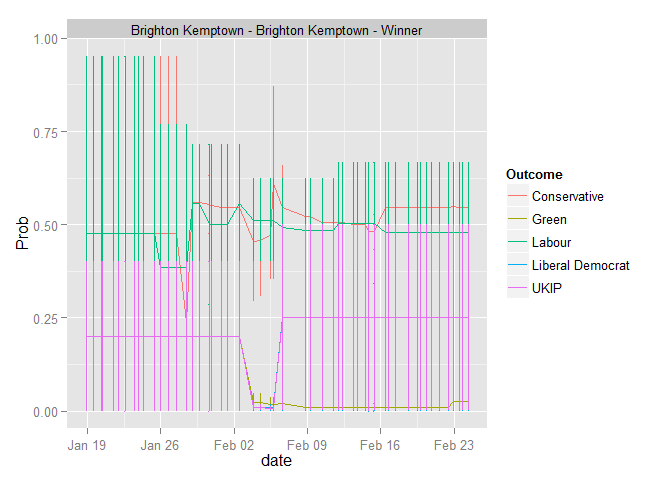 Brighton Kemptown - Brighton Kemptown - Winner
1.00
0.75
0.50
0.25
0.00
Prob
Jan 19
Jan 26
Feb 02
Feb 09
Feb 16
Feb 23
date
Outcome
Conservative
Green
Labour
Liberal Democrat
UKIP